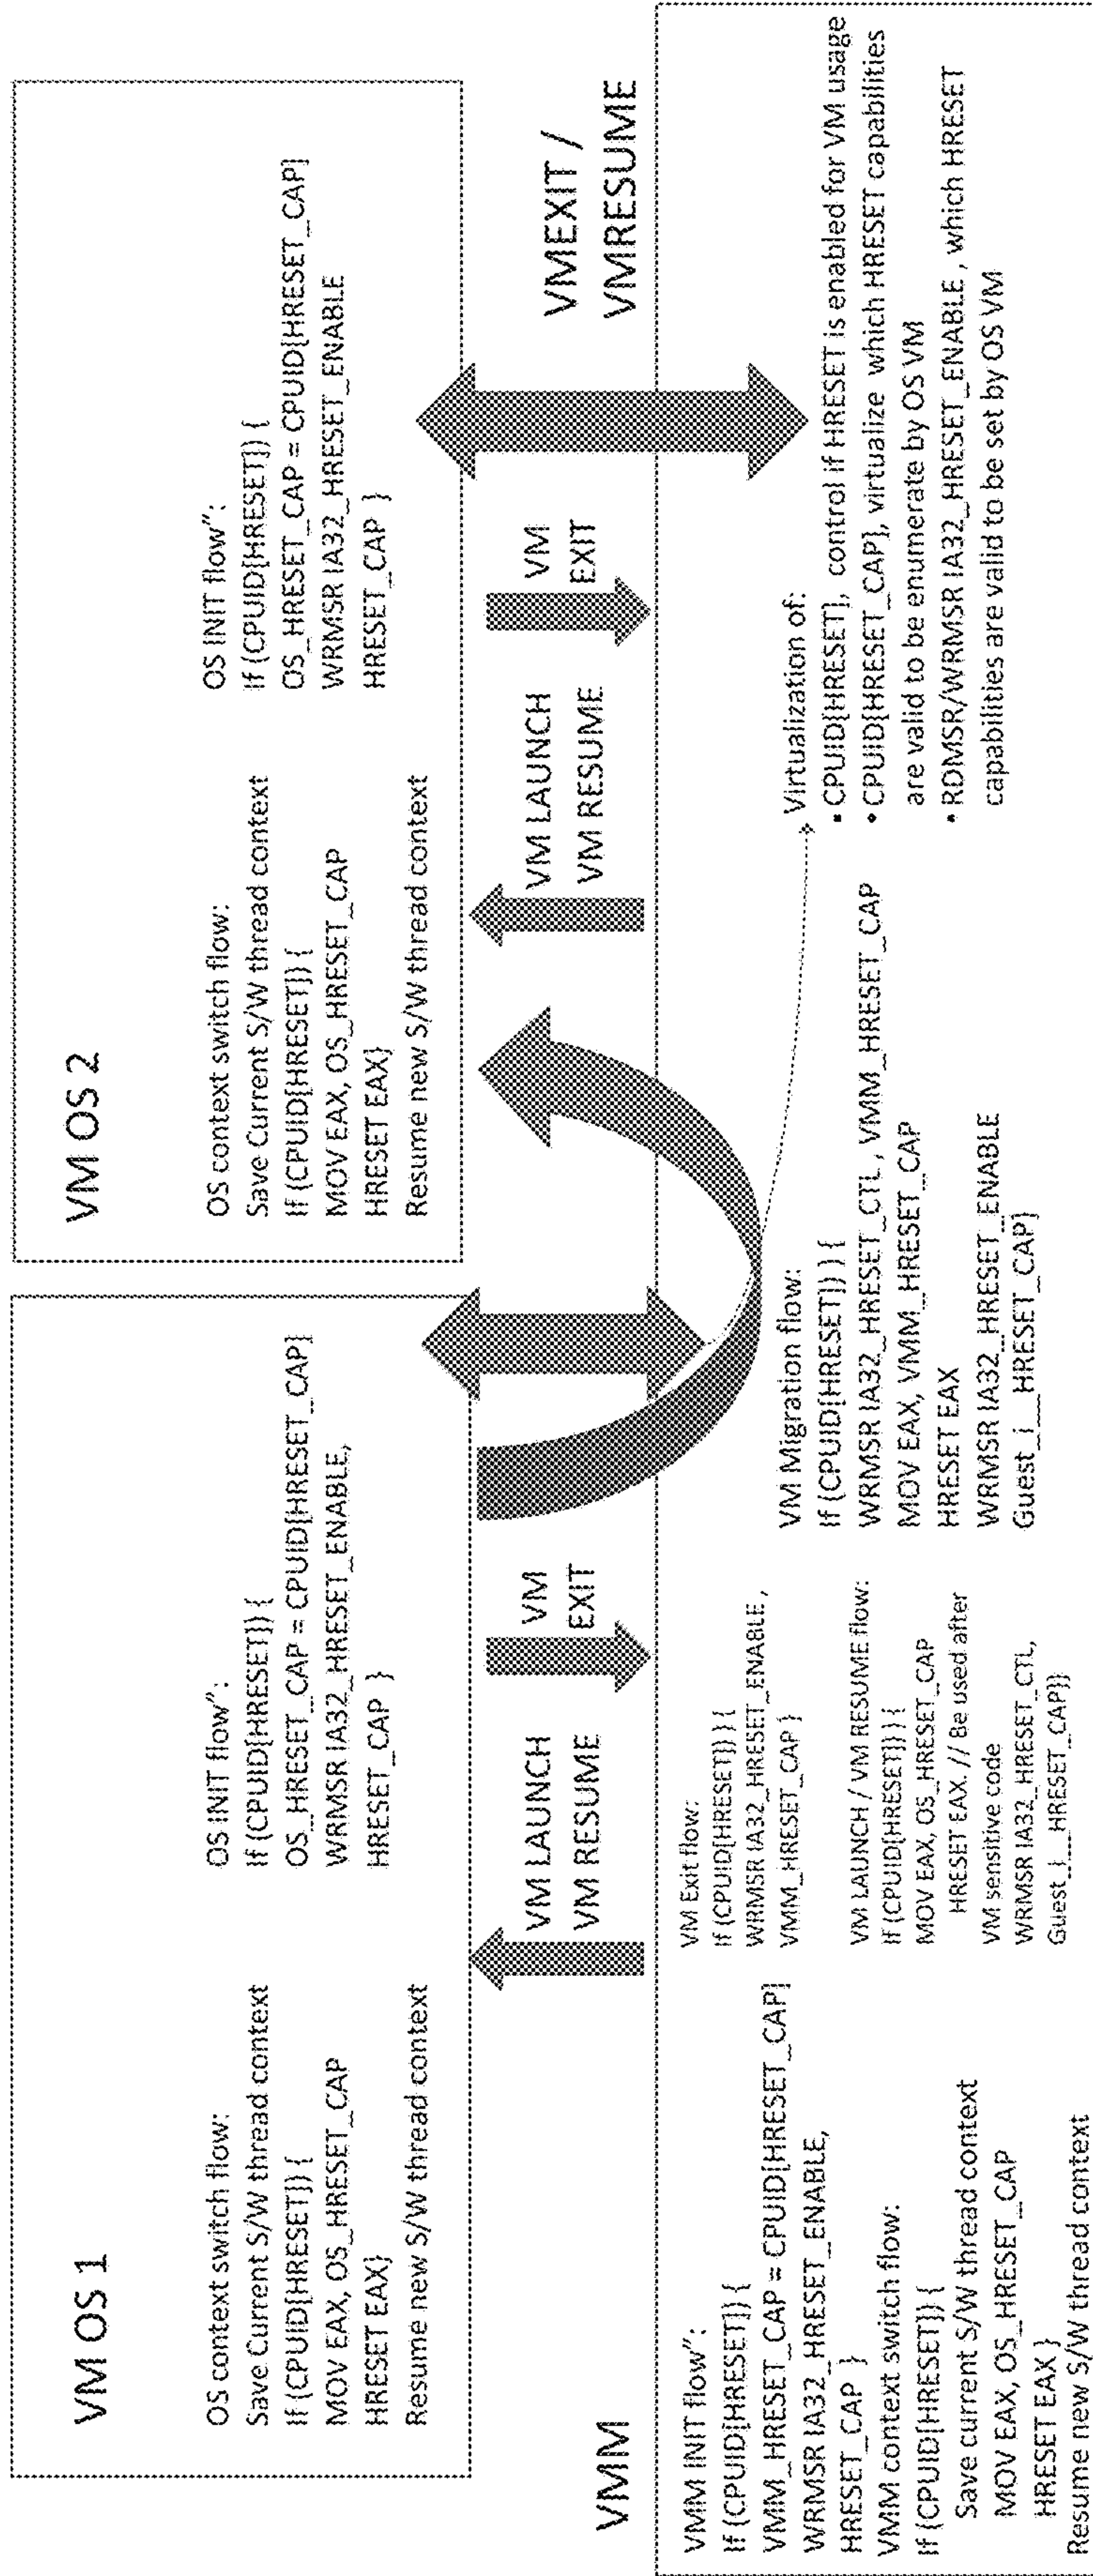 VM OS 1
OS context switch flow:
Save Current S/W thread context
If (CPUID[HRESET]) {
MOV EAX, OS_HRESET_CAP
HRESET EAX}
Resume new S/W thread context
OS INIT flow":
If (CPUID[HRESET]) {
OS_HRESET_CAP = CPUID[HRESET_CAP]
WRMSR IA32_HRESET_ENABLE,
HRESET_CAP }
VM OS 2
OS context switch flow:
Save Current S/W thread context
If (CPUID[HRESET]) {
MOV EAX, OS_HRESET_CAP
HRESET EAX}
Resume new S/W thread context
OS INIT flow":
If (CPUID[HRESET]) {
OS_HRESET_CAP = CPUID[HRESET_CAP]
WRMSR IA32_HRESET_ENABLE
HRESET_CAP }
VM LAUNCH
VM RESUME
VM
EXIT
VM LAUNCH
VM RESUME
VM
EXIT
VMEXIT /
VMRESUME
VMM
VMM INIT flow":
If (CPUID[HRESET]) {
VMM_HRESET_CAP = CPUID[HRESET_CAP]
WRMSR IA32_HRESET_ENABLE,
HRESET_CAP }
VMM context switch flow:
If (CPUID[HRESET]) {
Save current S/W thread context
MOV EAX, OS_HRESET_CAP
HRESET EAX }
Resume new S/W thread context
VM Exit flow:
If (CPUID[HRESET]) } {
WRMSR IA32_HRESET_ENABLE ,
VMM_HRESET_CAP }
VM LAUNCH / VM RESUME flow:
If (CPUID[HRESET]) } {
MOV EAX, OS_HRESET_CAP
HRESET EAX. // Be used after
VM sensitive code
WRMSR IA32_HRESET_CTL,
Guest_i__HRESET_CAP}}
VM Migration flow:
If (CPUID[HRESET]) } {
WRMSR IA32_HRESET_CTL , VMM_HRESET_CAP
MOV EAX, VMM_HRESET_CAP
HRESET EAX
WRMSR IA32_HRESET_ENABLE
Guest_i__HRESET_CAP]
Virtualization of:
• CPUID[HRESET], control if HRESET is enabled for VM usage
• CPUID[HRESET_CAP], virtualize which HRESET capabilities
are valid to be enumerate by OS VM
• RDMSR/WRMSR IA32_HRESET_ENABLE , which HRESET
capabilities are valid to be set by OS VM